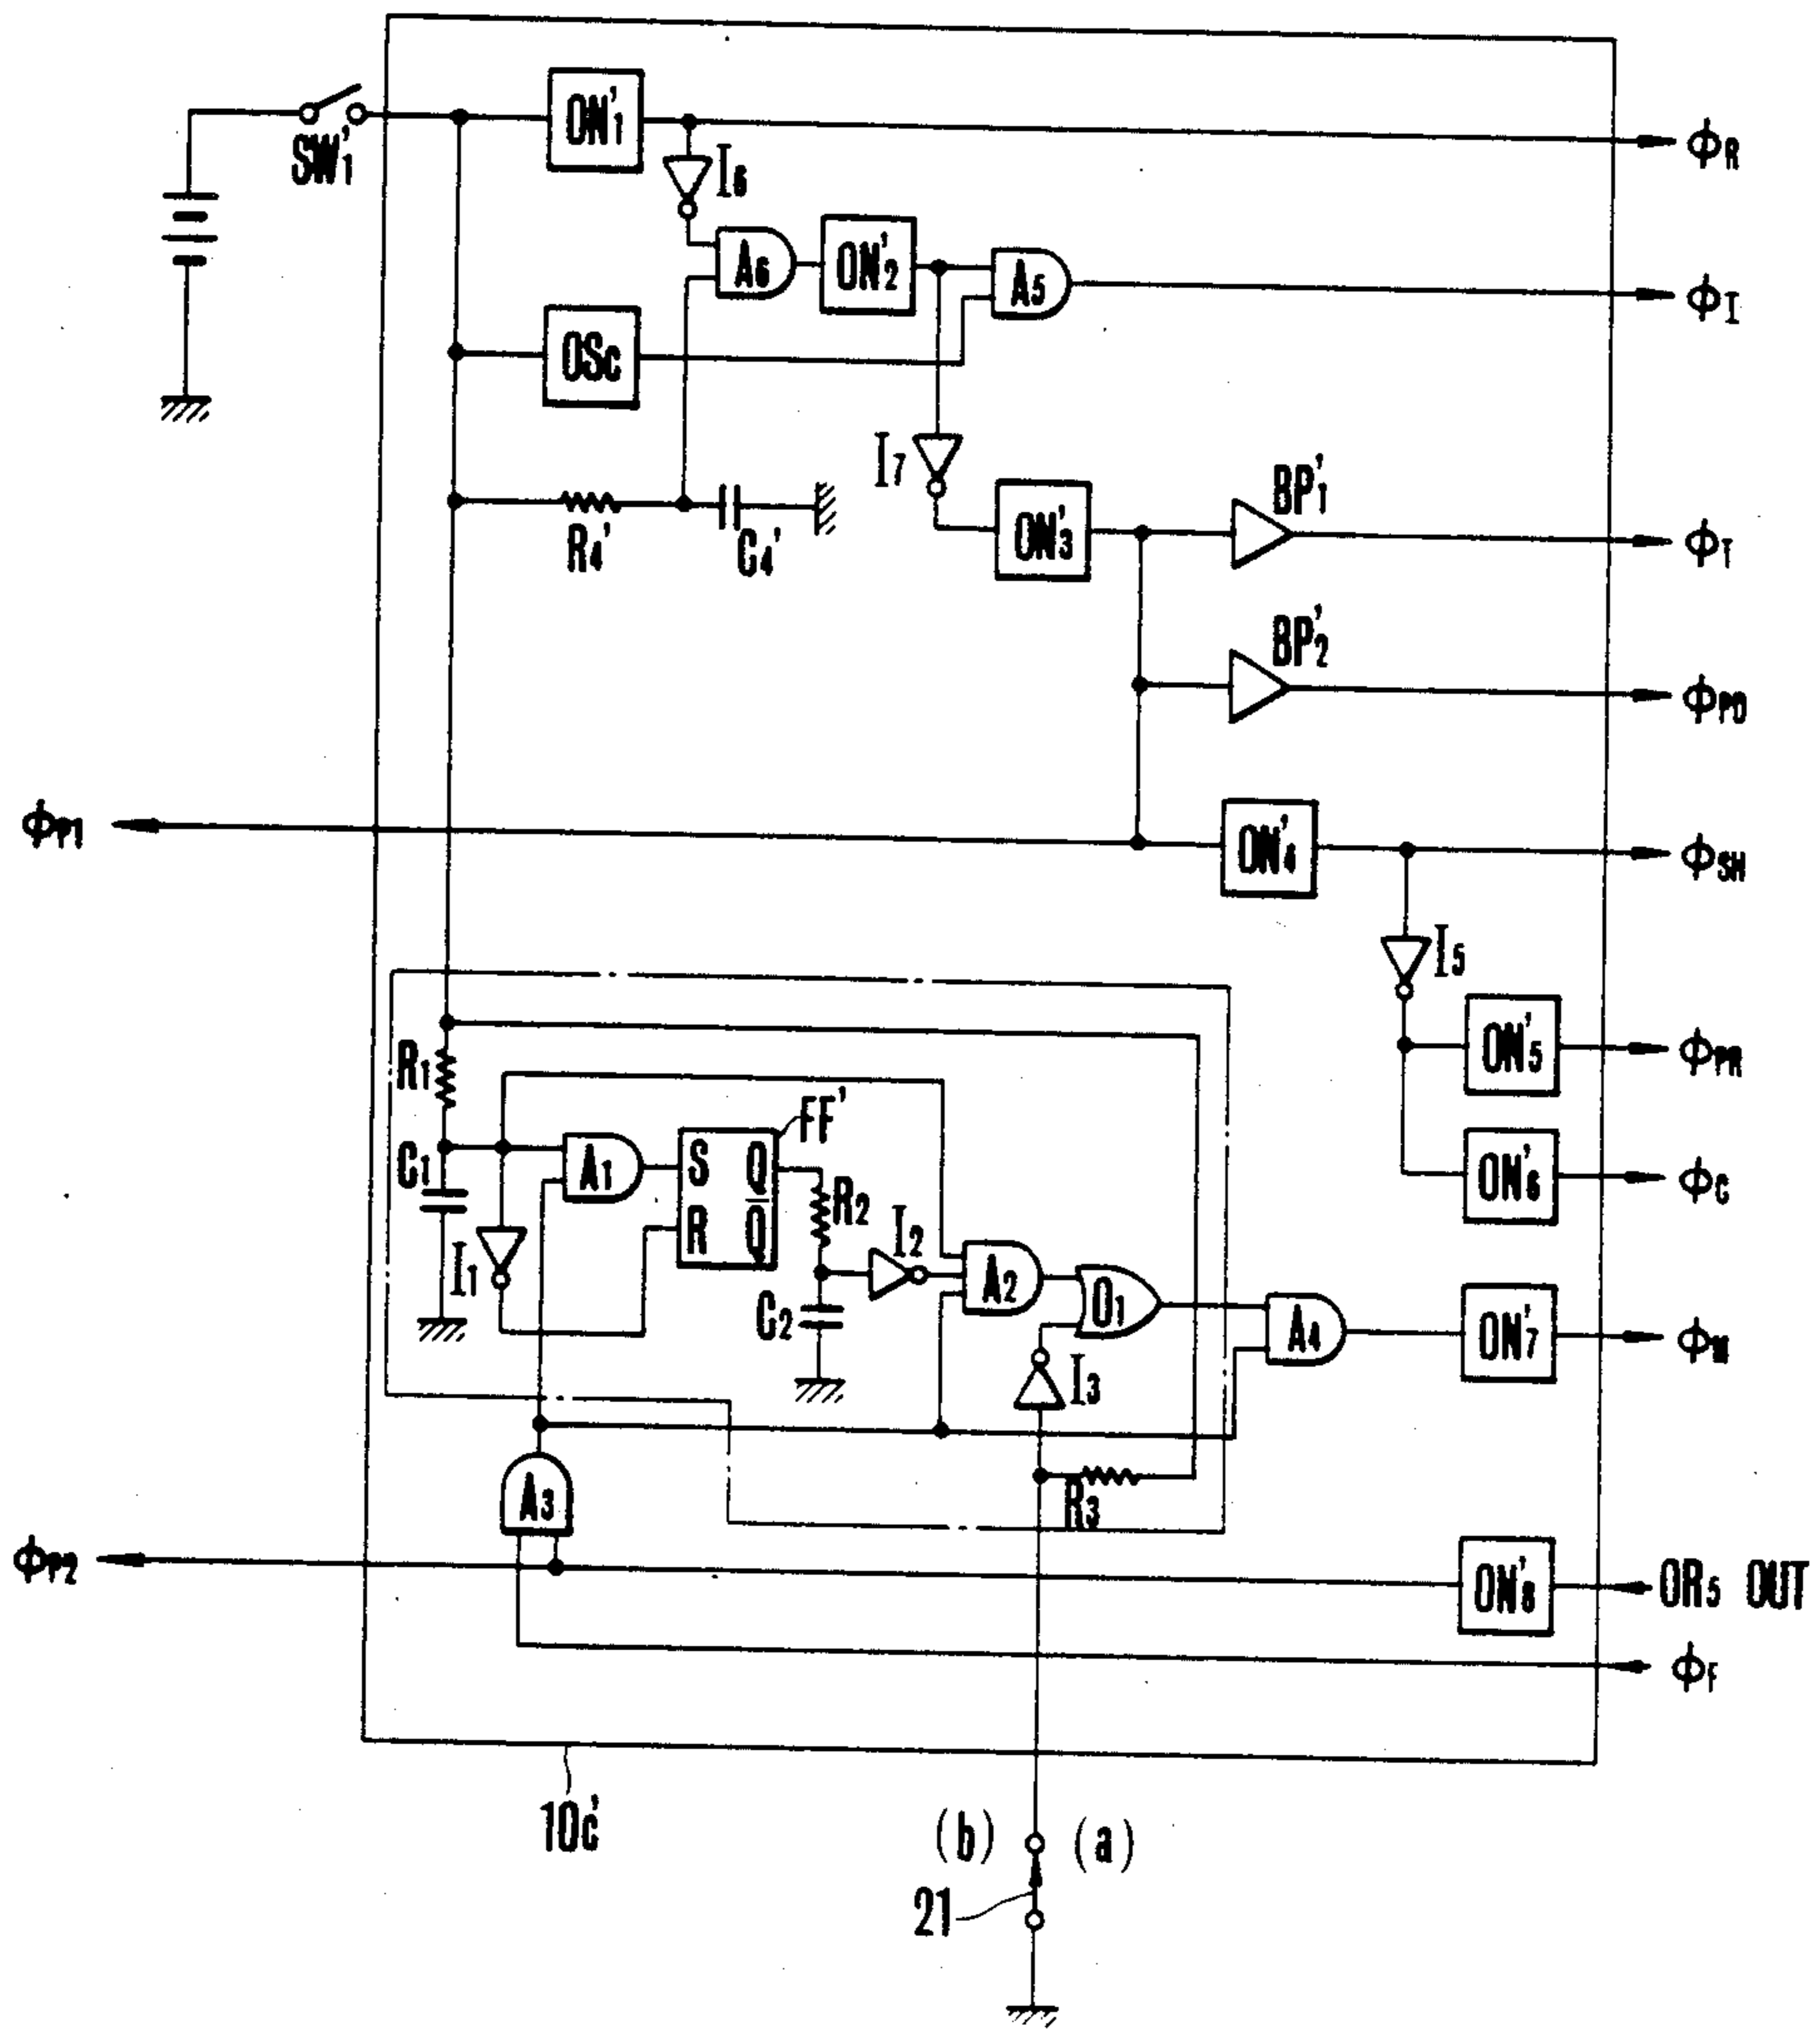 SW'1
ON'1
ΦR
I6
A6
ON'2
A5
ΦI
OSC
I7
R4'
C4'
ON'3
BP'1
ΦT
BP'2
ΦPD
ΦP1
ON'4
ΦSH
I5
R1
ON'5
ΦPR
FF'
C1
A1
S Q
R Q̅
R2
I2
ON'6
ΦC
I1
C2
A2
O1
A4
ON'7
ΦW
I3
A3
R3
ΦP2
ON'8
OR5 OUT
ΦF
10c'
(b) (a)
21